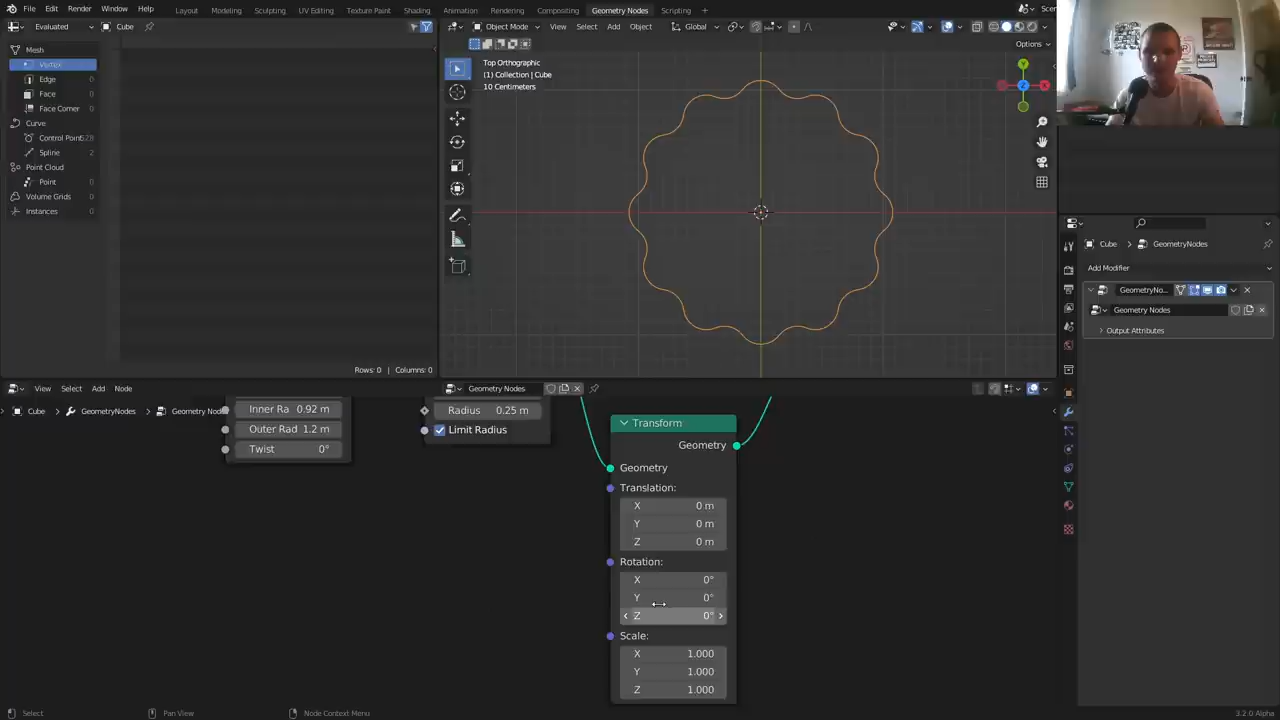 File Edit Render Window Help
Layout Modeling Sculpting UV Editing Texture Paint Shading Animation Rendering Compositing Geometry Nodes Scripting +
Scen
Evaluated Cube
Object Mode View Select Add Object Global
Options
Mesh
Vertex
Edge 0
Face 0
Face Corner 0
Curve
Control Point 28
Spline 2
Point Cloud
Point 0
Volume Grids 0
Instances 0
Rows: 0 | Columns: 0
Top Orthographic
(1) Collection | Cube
10 Centimeters
Y
Z
X
Cube > GeometryNodes
Add Modifier
GeometryNo...
Geometry Nodes
Output Attributes
View Select Add Node
Geometry Nodes
Cube > GeometryNodes > Geometry Nod
Inner Ra 0.92 m
Outer Rad 1.2 m
Twist 0°
Radius 0.25 m
Limit Radius
Transform
Geometry
Geometry
Translation:
X 0 m
Y 0 m
Z 0 m
Rotation:
X 0°
Y 0°
Z 0°
Scale:
X 1.000
Y 1.000
Z 1.000
Select
Pan View
Node Context Menu
3.2.0 Alpha